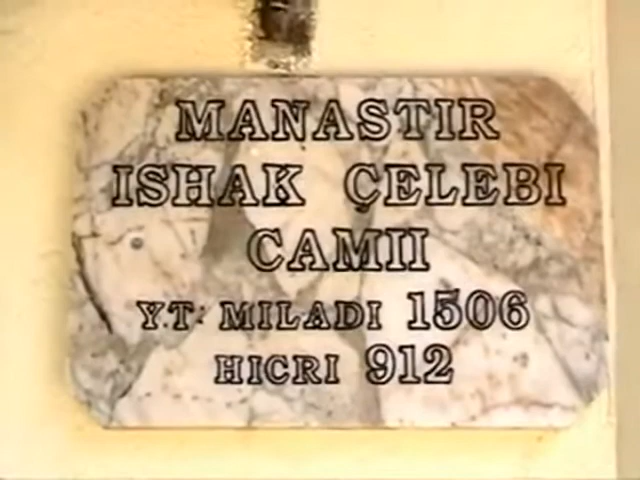 MANASTIR
ISHAK ÇELEBI
CAMII
Y.T: MILADI 1506
HICRI 912